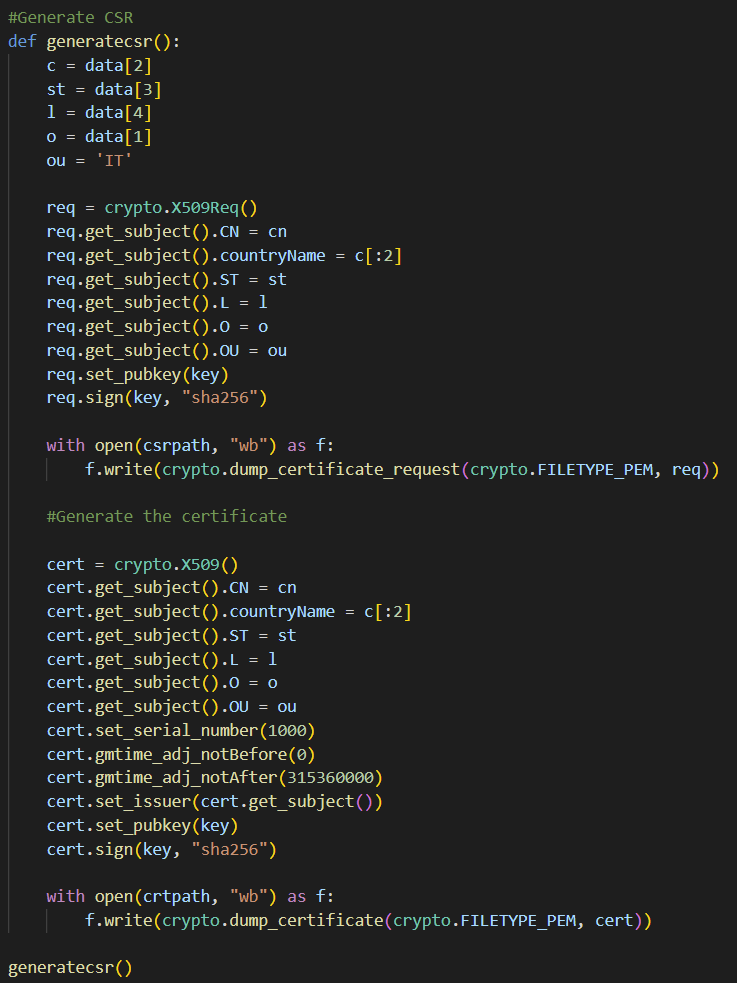 #Generate CSR
def generatecsr():
    c = data[2]
    st = data[3]
    l = data[4]
    o = data[1]
    ou = 'IT'

    req = crypto.X509Req()
    req.get_subject().CN = cn
    req.get_subject().countryName = c[:2]
    req.get_subject().ST = st
    req.get_subject().L = l
    req.get_subject().O = o
    req.get_subject().OU = ou
    req.set_pubkey(key)
    req.sign(key, "sha256")

    with open(csrpath, "wb") as f:
        f.write(crypto.dump_certificate_request(crypto.FILETYPE_PEM, req))

    #Generate the certificate

    cert = crypto.X509()
    cert.get_subject().CN = cn
    cert.get_subject().countryName = c[:2]
    cert.get_subject().ST = st
    cert.get_subject().L = l
    cert.get_subject().O = o
    cert.get_subject().OU = ou
    cert.set_serial_number(1000)
    cert.gmtime_adj_notBefore(0)
    cert.gmtime_adj_notAfter(315360000)
    cert.set_issuer(cert.get_subject())
    cert.set_pubkey(key)
    cert.sign(key, "sha256")

    with open(crtpath, "wb") as f:
        f.write(crypto.dump_certificate(crypto.FILETYPE_PEM, cert))

generatecsr()